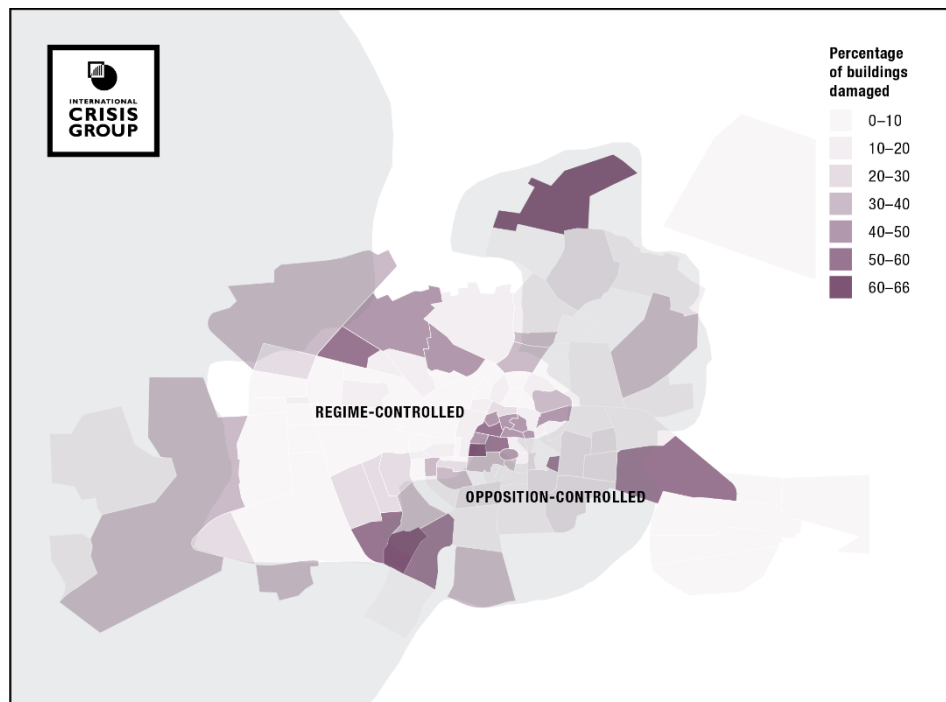 INTERNATIONAL
CRISIS
GROUP
Percentage
of buildings
damaged
0–10
10–20
20–30
30–40
40–50
50–60
60–66
REGIME-CONTROLLED
OPPOSITION-CONTROLLED